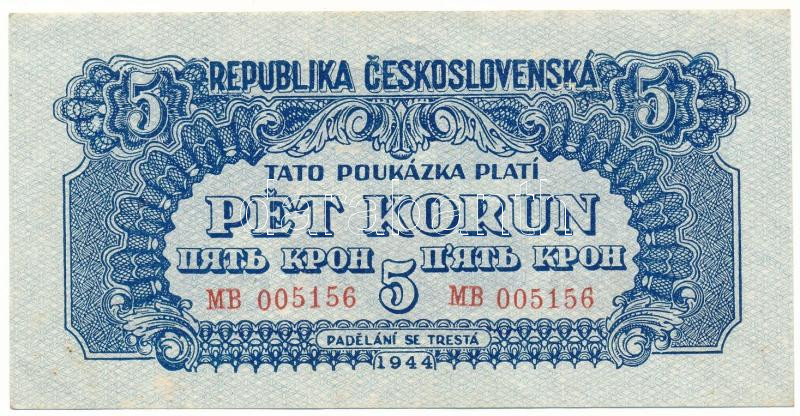 5 REPUBLIKA ČESKOSLOVENSKÁ 5
TATO POUKÁZKA PLATÍ
PĚT KORUN
ПЯТЬ КРОН П'ЯТЬ КРОН
5
MB 005156 MB 005156
PADĚLÁNÍ SE TRESTÁ
1944